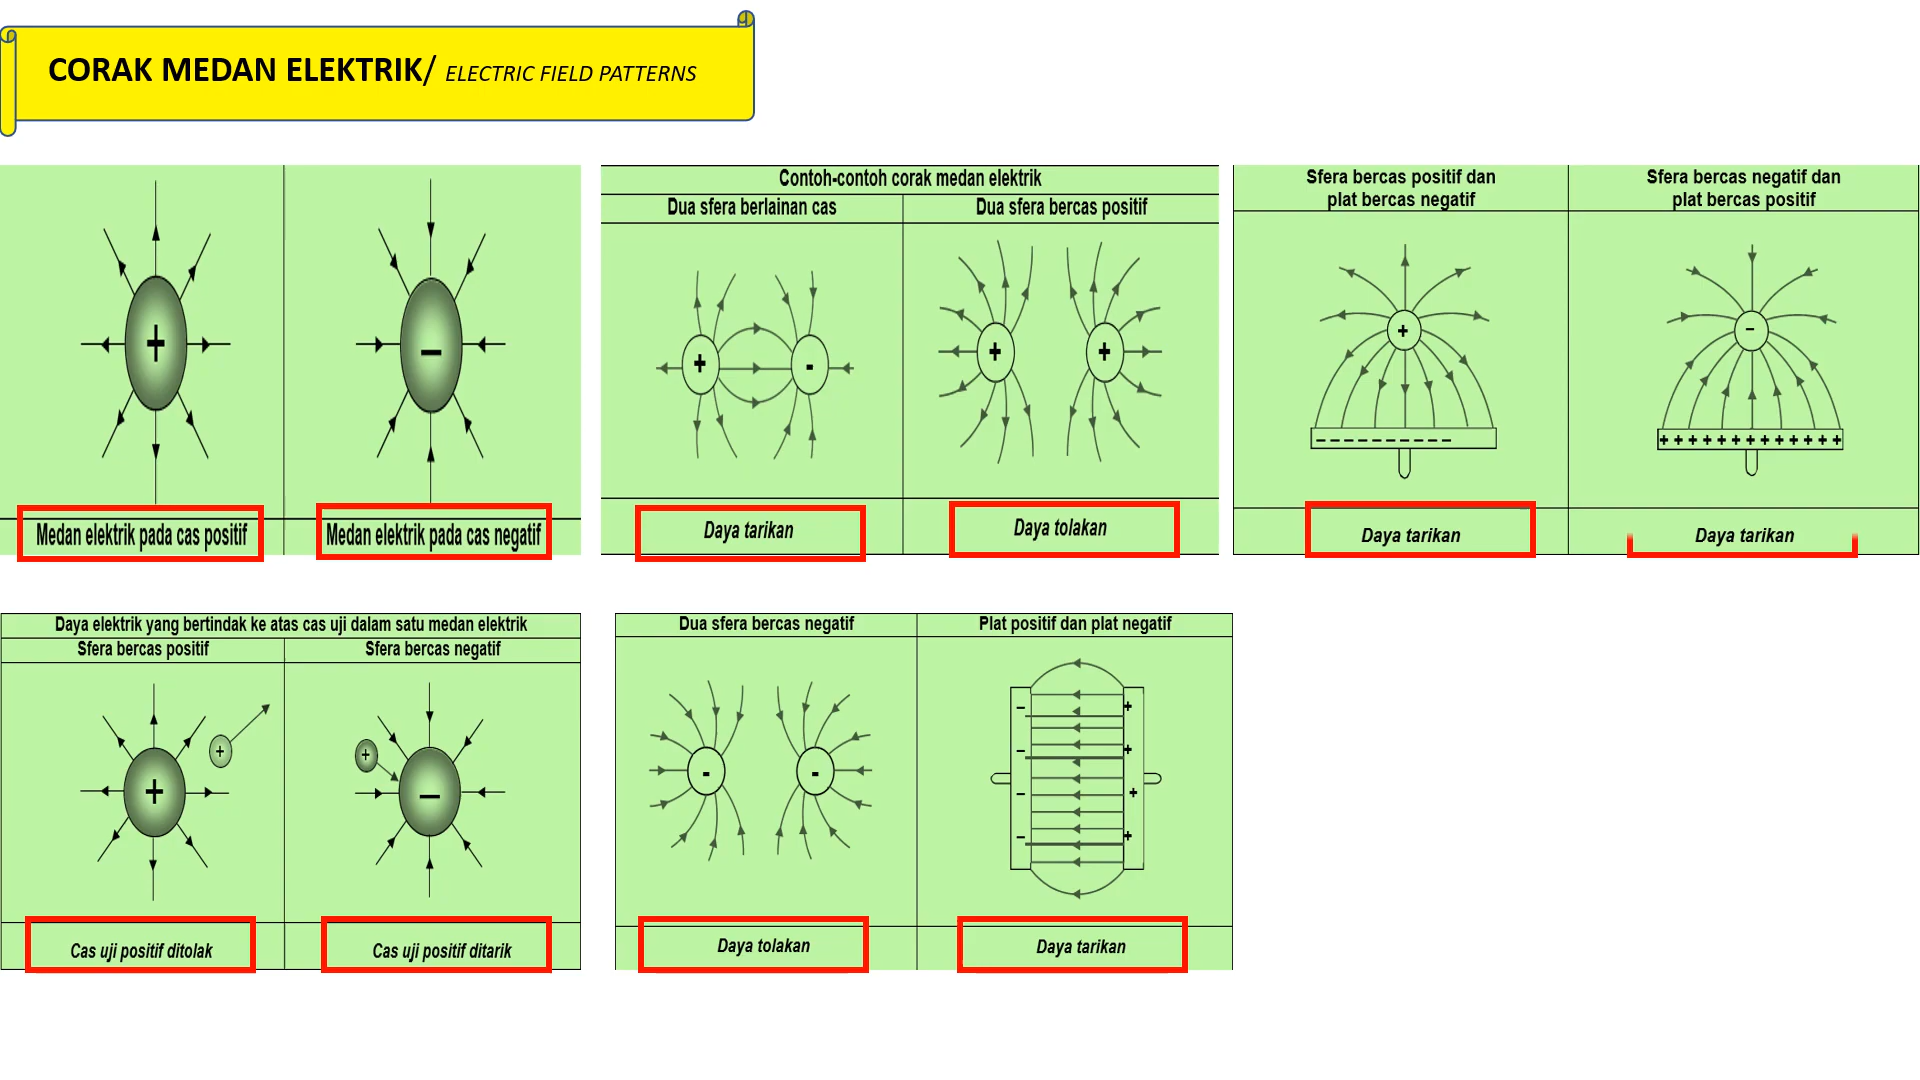 CORAK MEDAN ELEKTRIK/ ELECTRIC FIELD PATTERNS
+
−
Medan elektrik pada cas positif
Medan elektrik pada cas negatif
Contoh-contoh corak medan elektrik
Dua sfera berlainan cas
Dua sfera bercas positif
+ -
+ +
Daya tarikan
Daya tolakan
Sfera bercas positif dan
plat bercas negatif
Sfera bercas negatif dan
plat bercas positif
+
− − − − − − − − − −
−
+ + + + + + + + + + + + +
Daya tarikan
Daya tarikan
Daya elektrik yang bertindak ke atas cas uji dalam satu medan elektrik
Sfera bercas positif
Sfera bercas negatif
+ +
+ −
Cas uji positif ditolak
Cas uji positif ditarik
Dua sfera bercas negatif
Plat positif dan plat negatif
- -
− +
− +
− +
− +
Daya tolakan
Daya tarikan